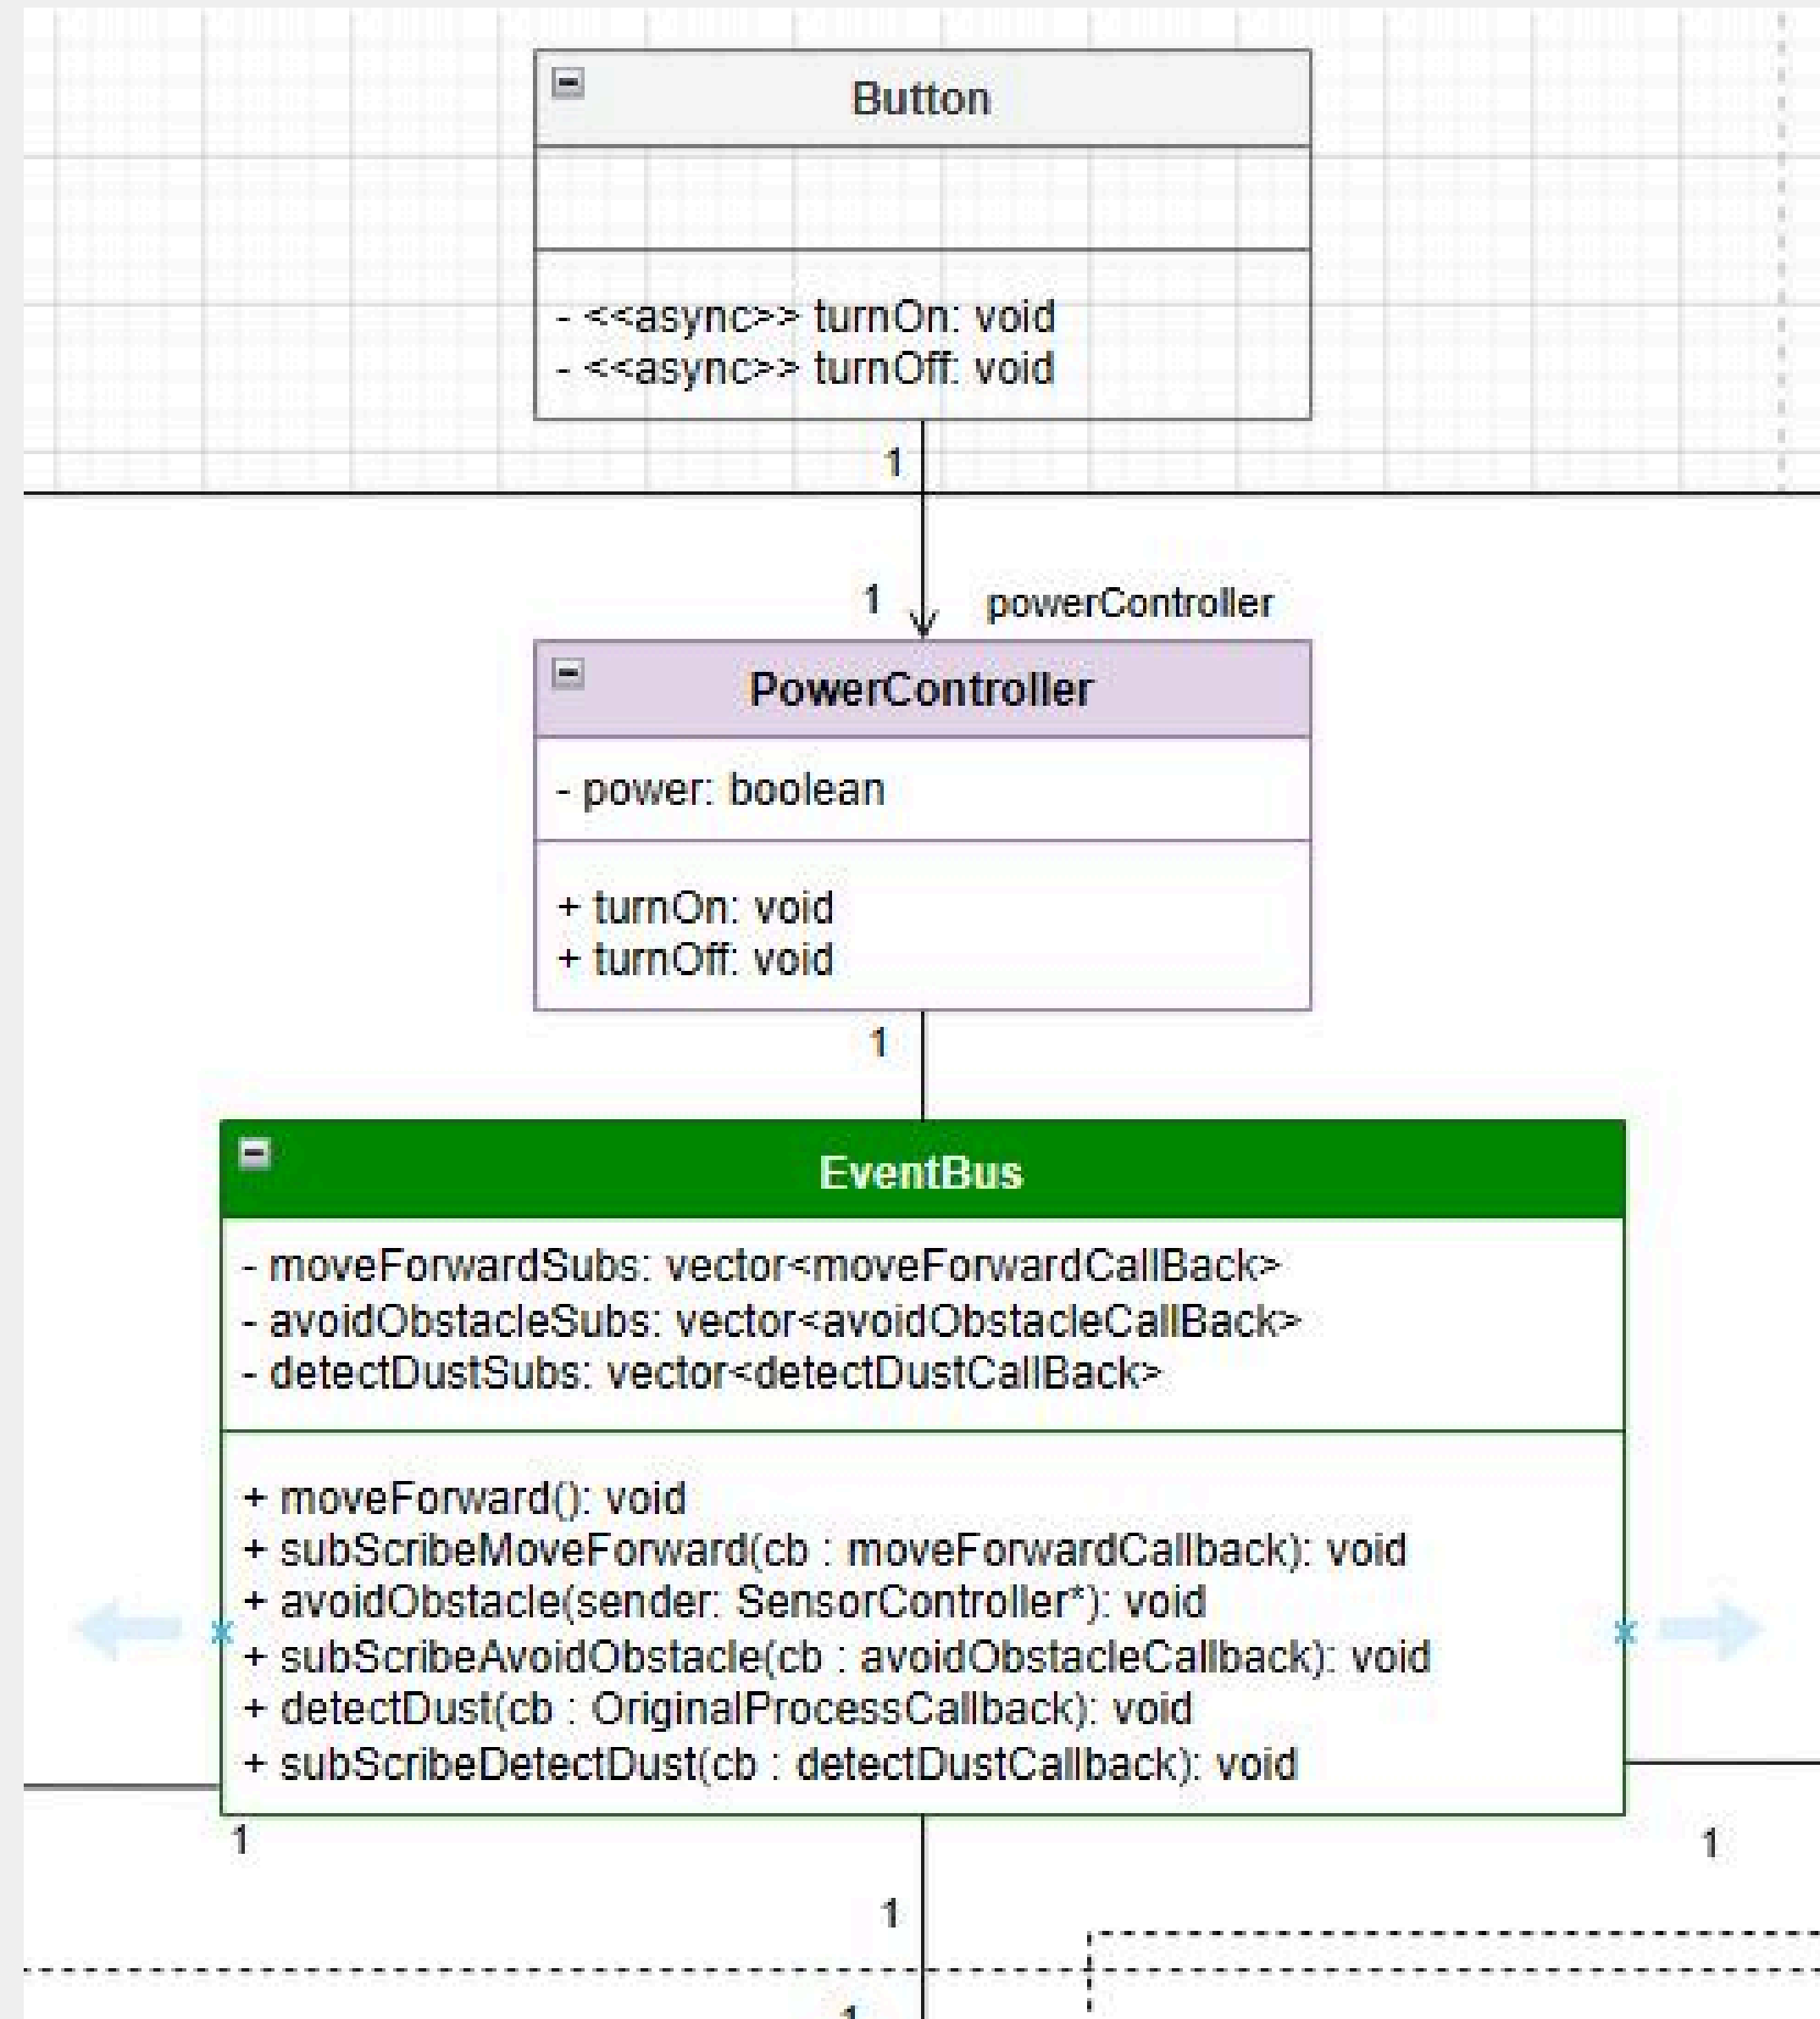 Button
- <<async>> turnOn: void
- <<async>> turnOff: void
1
1 powerController
PowerController
- power: boolean
+ turnOn: void
+ turnOff: void
1
EventBus
- moveForwardSubs: vector<moveForwardCallBack>
- avoidObstacleSubs: vector<avoidObstacleCallBack>
- detectDustSubs: vector<detectDustCallBack>
+ moveForward(): void
+ subScribeMoveForward(cb : moveForwardCallback): void
+ avoidObstacle(sender: SensorController*): void
+ subScribeAvoidObstacle(cb : avoidObstacleCallback): void
+ detectDust(cb : OriginalProcessCallback): void
+ subScribeDetectDust(cb : detectDustCallback): void
1
1
1